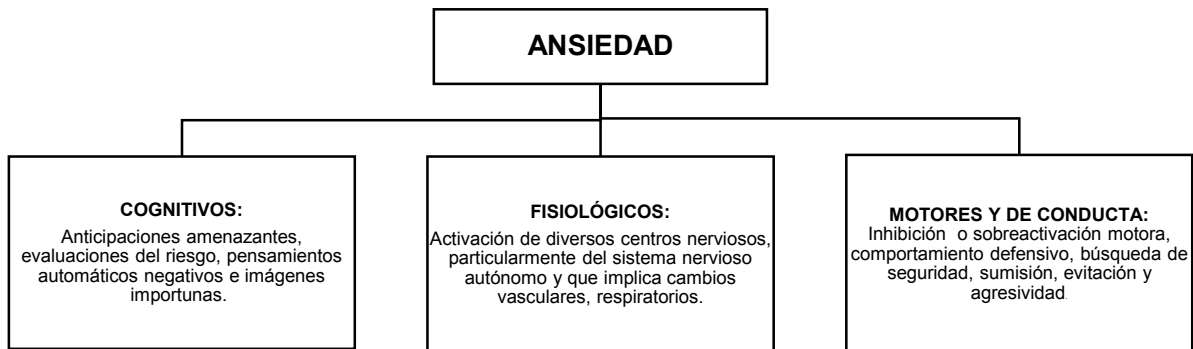 ANSIEDAD
COGNITIVOS:
Anticipaciones amenazantes,
evaluaciones del riesgo, pensamientos
automáticos negativos e imágenes
importunas.
FISIOLÓGICOS:
Activación de diversos centros nerviosos,
particularmente del sistema nervioso
autónomo y que implica cambios
vasculares, respiratorios.
MOTORES Y DE CONDUCTA:
Inhibición o sobreactivación motora,
comportamiento defensivo, búsqueda de
seguridad, sumisión, evitación y
agresividad.